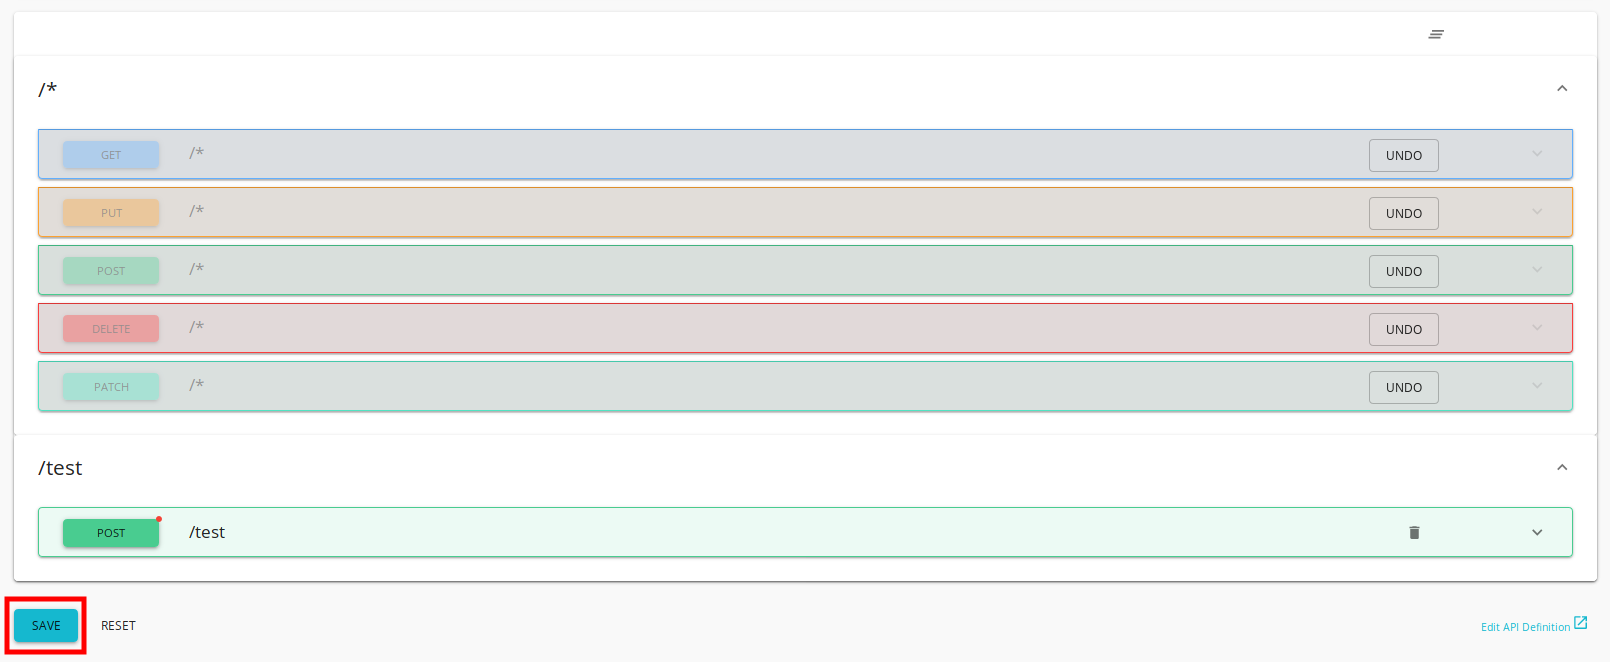 /*
GET /* UNDO
PUT /* UNDO
POST /* UNDO
DELETE /* UNDO
PATCH /* UNDO
/test
POST /test
SAVE RESET Edit API Definition